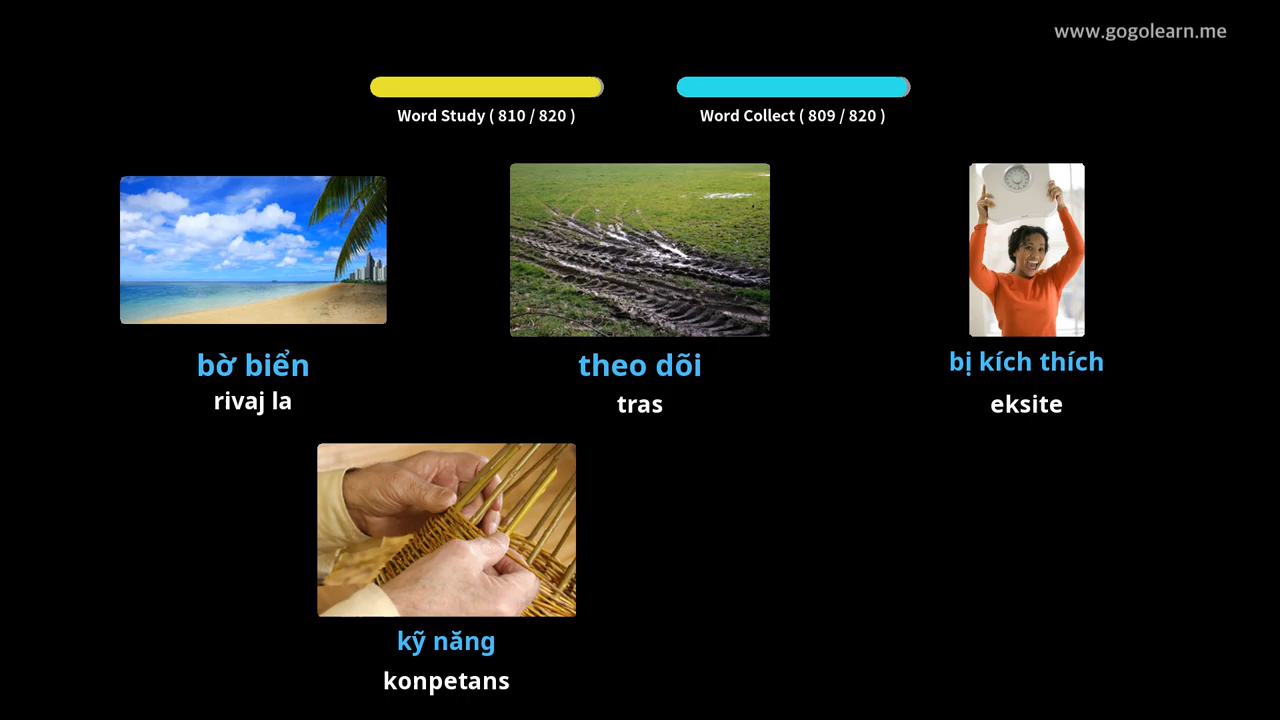 www.gogolearn.me
Word Study ( 810 / 820 )
Word Collect ( 809 / 820 )
bờ biển
rivaj la
theo dõi
tras
bị kích thích
eksite
kỹ năng
konpetans